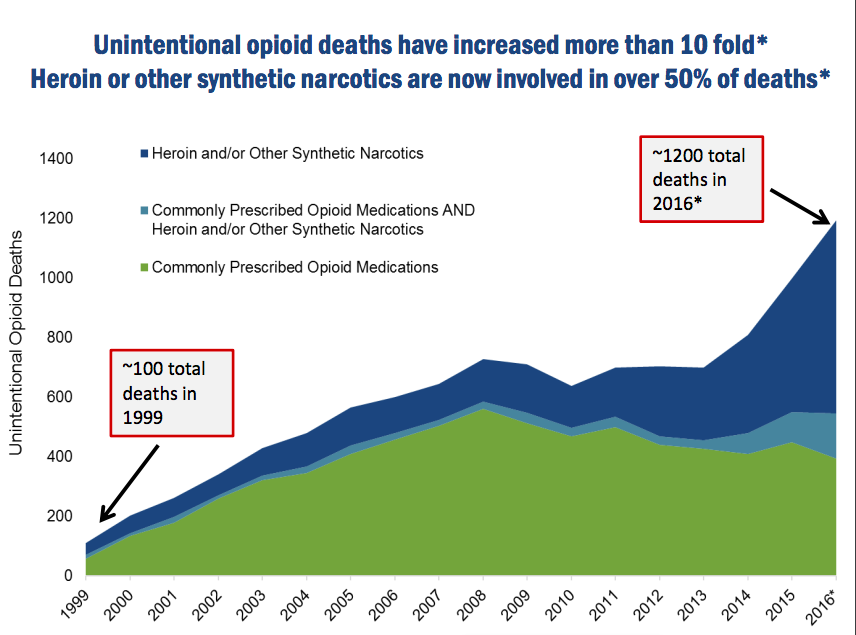 Unintentional opioid deaths have increased more than 10 fold*
Heroin or other synthetic narcotics are now involved in over 50% of deaths*
Unintentional Opioid Deaths
1400
1200
1000
800
600
400
200
0
Heroin and/or Other Synthetic Narcotics
Commonly Prescribed Opioid Medications AND
Heroin and/or Other Synthetic Narcotics
Commonly Prescribed Opioid Medications
~1200 total
deaths in
2016*
~100 total
deaths in
1999
1999
2000
2001
2002
2003
2004
2005
2006
2007
2008
2009
2010
2011
2012
2013
2014
2015
2016*